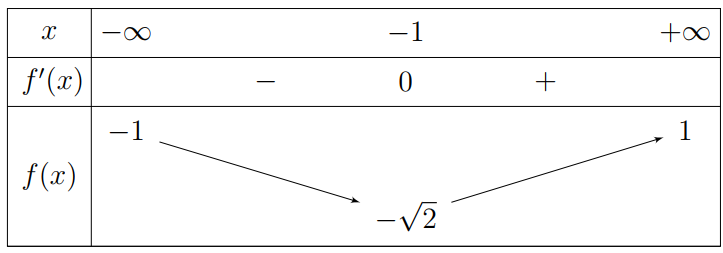 x −∞ −1 +∞
f′(x) − 0 +
−1 1
f(x)
−√2